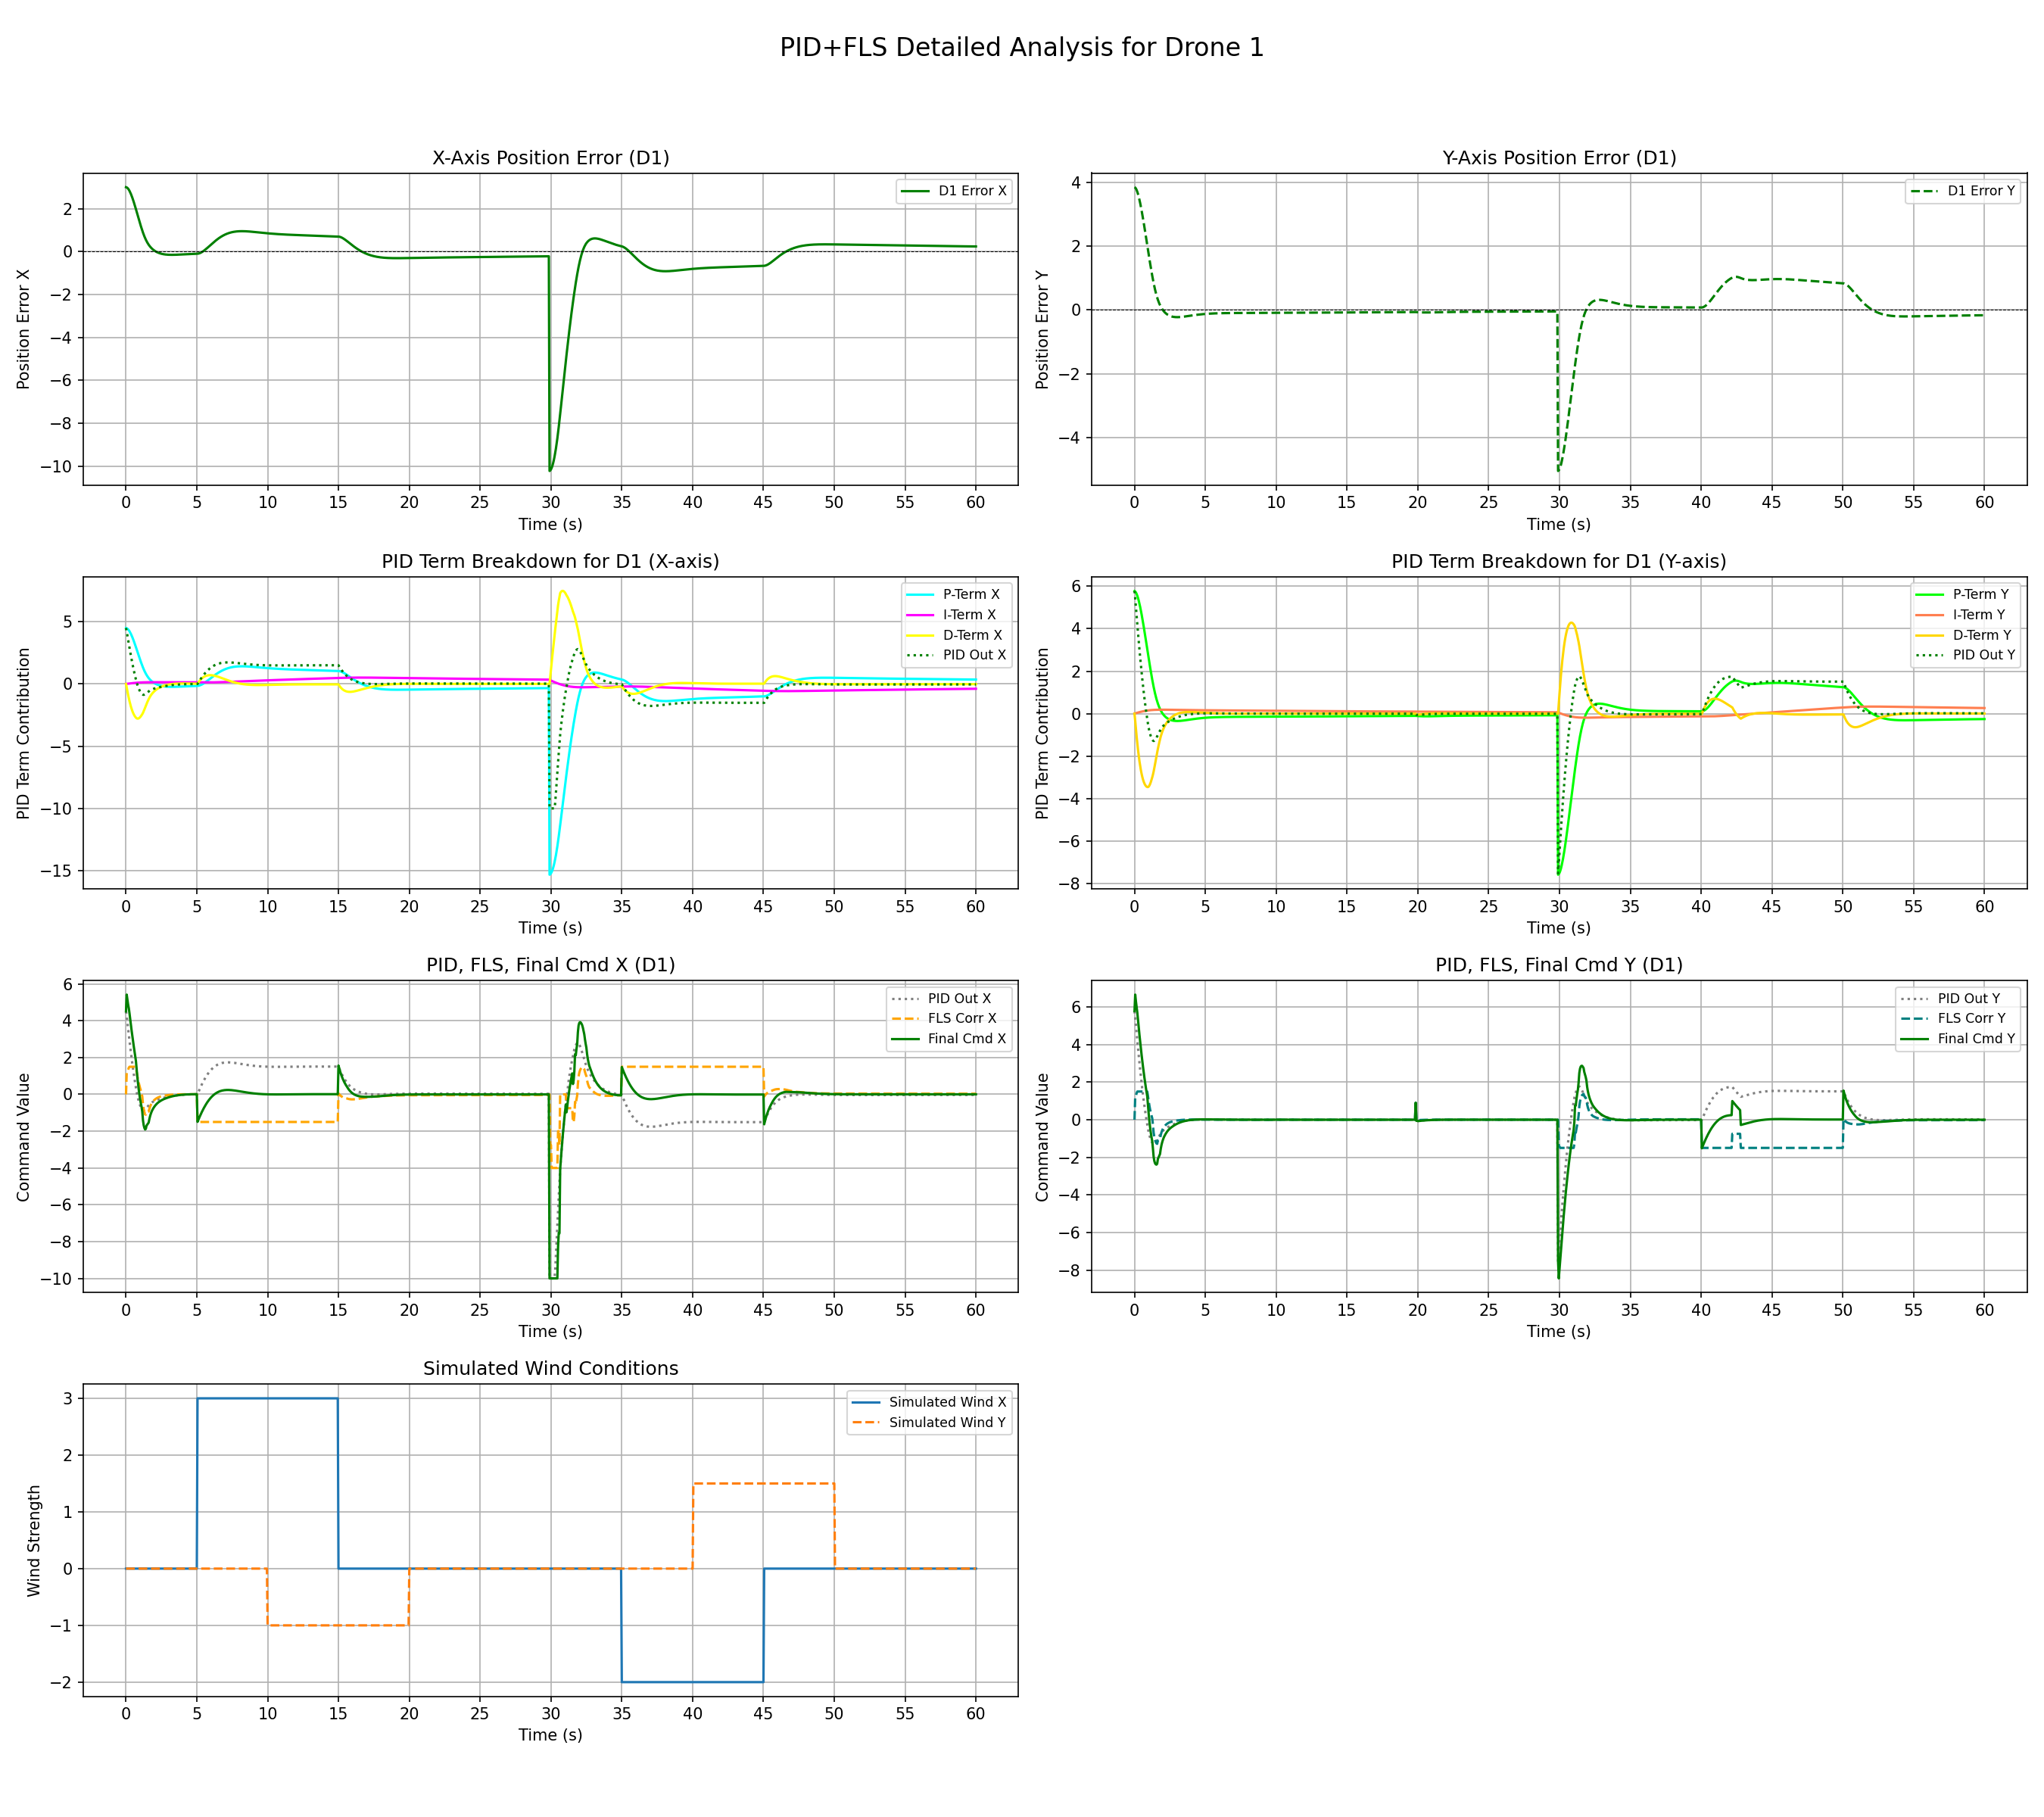 PID+FLS Detailed Analysis for Drone 1
X-Axis Position Error (D1)
Position Error X
2
0
−2
−4
−6
−8
−10
D1 Error X
0 5 10 15 20 25 30 35 40 45 50 55 60
Time (s)
Y-Axis Position Error (D1)
Position Error Y
4
2
0
−2
−4
D1 Error Y
0 5 10 15 20 25 30 35 40 45 50 55 60
Time (s)
PID Term Breakdown for D1 (X-axis)
PID Term Contribution
5
0
−5
−10
−15
P-Term X
I-Term X
D-Term X
PID Out X
0 5 10 15 20 25 30 35 40 45 50 55 60
Time (s)
PID Term Breakdown for D1 (Y-axis)
PID Term Contribution
6
4
2
0
−2
−4
−6
−8
P-Term Y
I-Term Y
D-Term Y
PID Out Y
0 5 10 15 20 25 30 35 40 45 50 55 60
Time (s)
PID, FLS, Final Cmd X (D1)
Command Value
6
4
2
0
−2
−4
−6
−8
−10
PID Out X
FLS Corr X
Final Cmd X
0 5 10 15 20 25 30 35 40 45 50 55 60
Time (s)
PID, FLS, Final Cmd Y (D1)
Command Value
6
4
2
0
−2
−4
−6
−8
PID Out Y
FLS Corr Y
Final Cmd Y
0 5 10 15 20 25 30 35 40 45 50 55 60
Time (s)
Simulated Wind Conditions
Wind Strength
3
2
1
0
−1
−2
Simulated Wind X
Simulated Wind Y
0 5 10 15 20 25 30 35 40 45 50 55 60
Time (s)